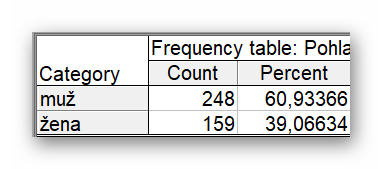 Frequency table: Pohla
Category Count Percent
muž 248 60,93366
žena 159 39,06634